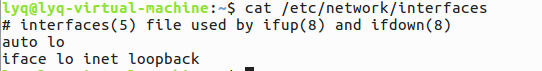 lyq@lyq-virtual-machine:~$ cat /etc/network/interfaces
# interfaces(5) file used by ifup(8) and ifdown(8)
auto lo
iface lo inet loopback